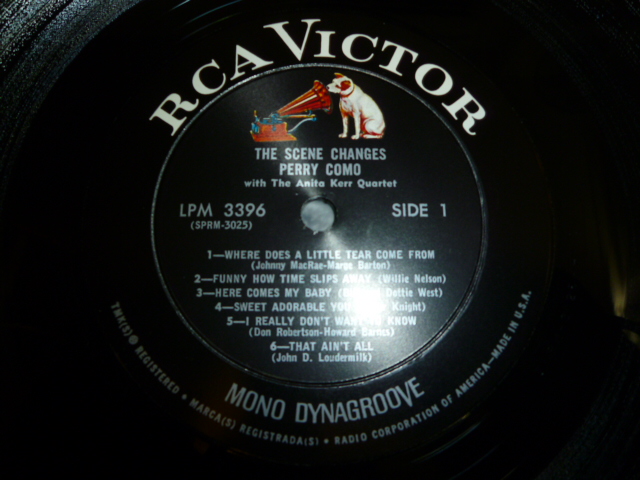 RCA VICTOR
THE SCENE CHANGES
PERRY COMO
with The Anita Kerr Quartet
LPM 3396
(SPRM-3025)
SIDE 1
1—WHERE DOES A LITTLE TEAR COME FROM
(Johnny MacRae-Marge Barton)
2—FUNNY HOW TIME SLIPS AWAY (Willie Nelson)
3—HERE COMES MY BABY (B Dottie West)
4—SWEET ADORABLE YOU Knight)
5—I REALLY DON'T WANT TO KNOW
(Don Robertson-Howard Barnes)
6—THAT AIN'T ALL
(John D. Loudermilk)
MONO DYNAGROOVE
TMK(S) ® REGISTERED • MARCA(S) REGISTRADA(S) • RADIO CORPORATION OF AMERICA—MADE IN U.S.A.